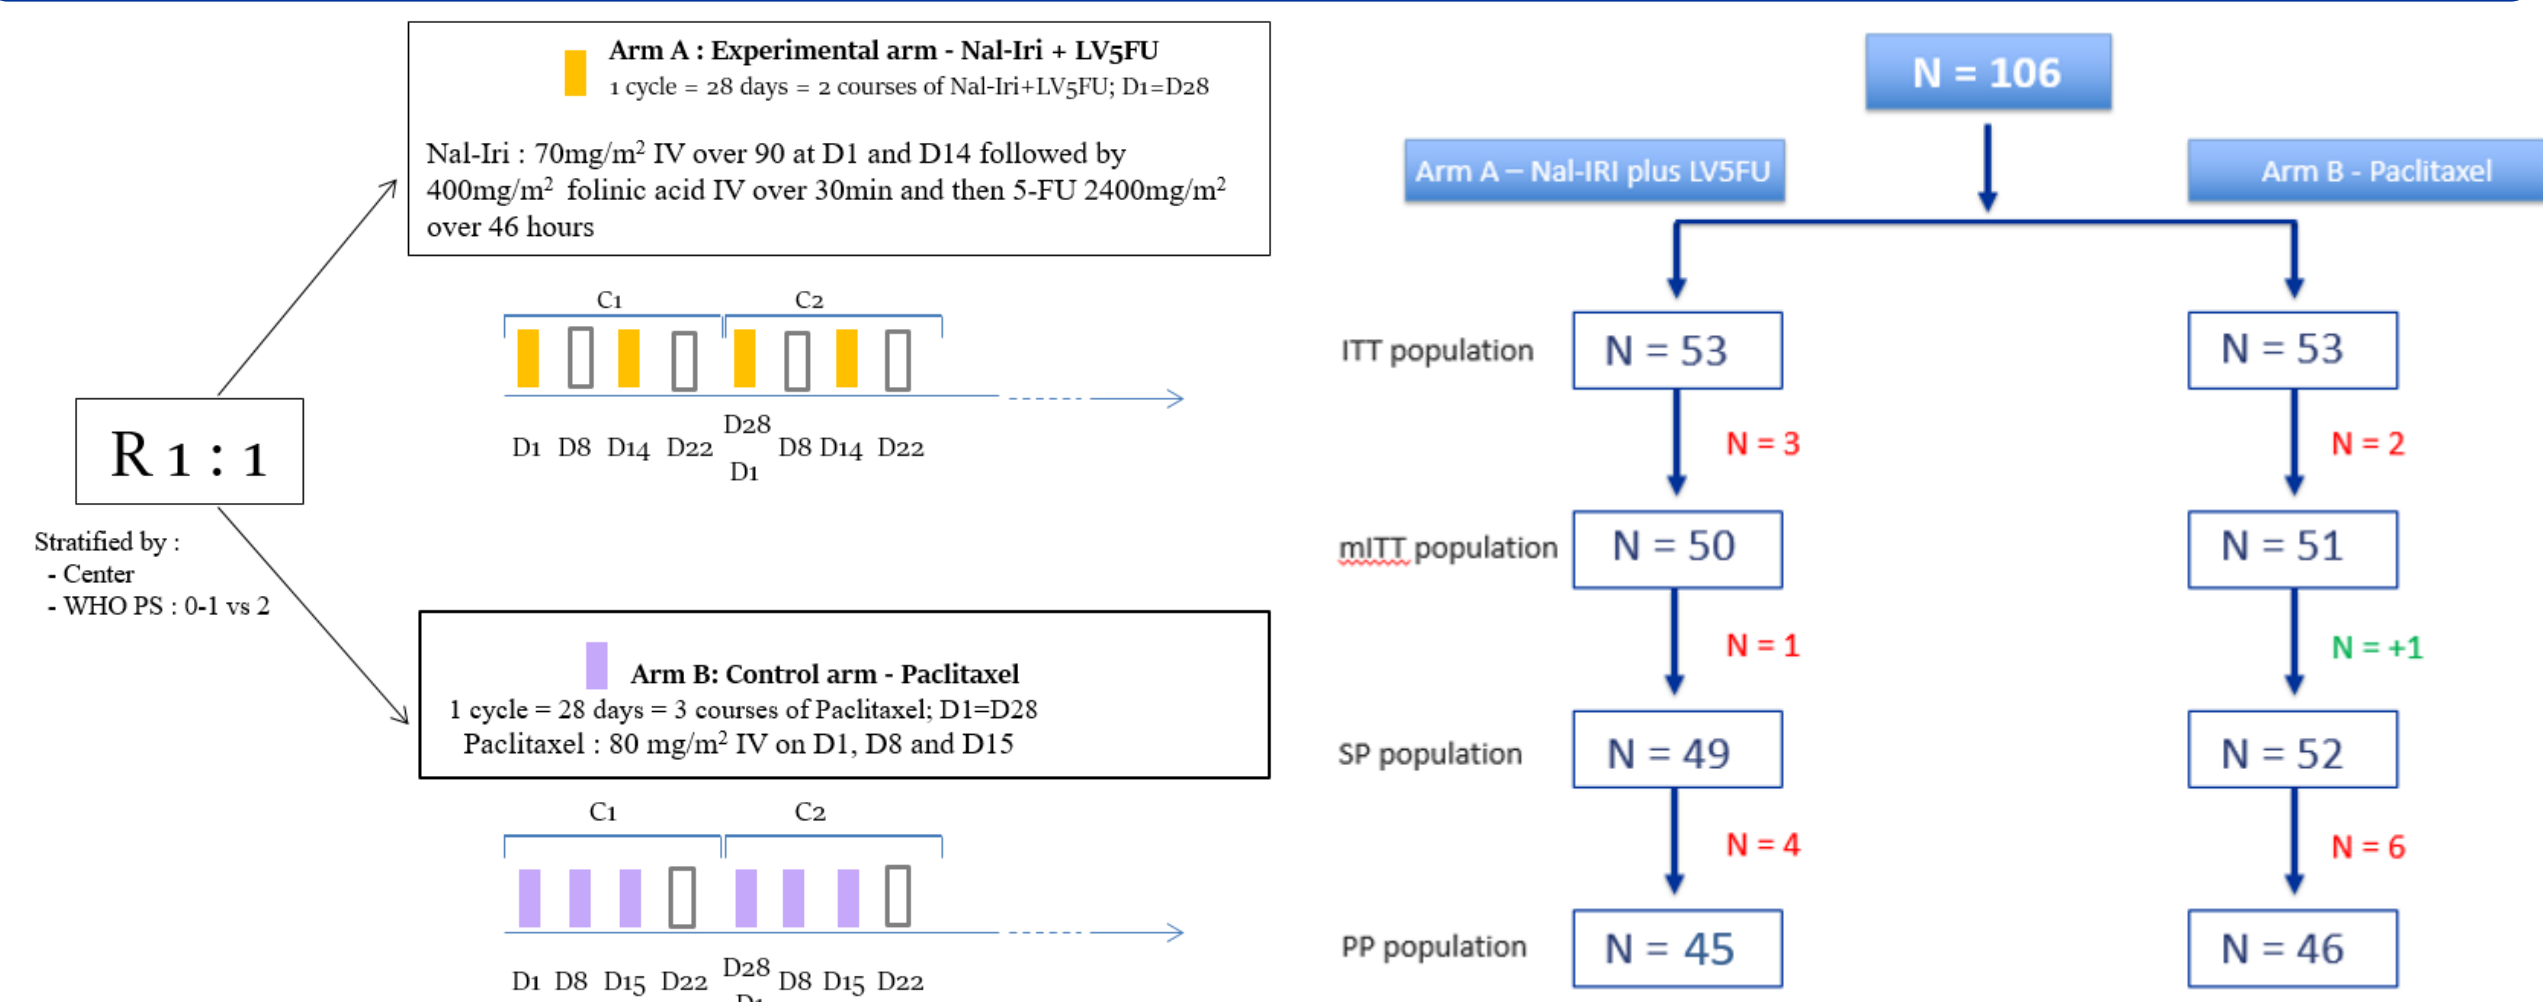 Arm A : Experimental arm - Nal-Iri + LV5FU
1 cycle = 28 days = 2 courses of Nal-Iri+LV5FU; D1=D28
Nal-Iri : 70mg/m² IV over 90 at D1 and D14 followed by
400mg/m² folinic acid IV over 30min and then 5-FU 2400mg/m²
over 46 hours
C1 C2
D1 D8 D14 D22 D28 D8 D14 D22
D1
R 1 : 1
Stratified by :
- Center
- WHO PS : 0-1 vs 2
Arm B: Control arm - Paclitaxel
1 cycle = 28 days = 3 courses of Paclitaxel; D1=D28
Paclitaxel : 80 mg/m² IV on D1, D8 and D15
C1 C2
D1 D8 D15 D22 D28 D8 D15 D22
D1
N = 106
Arm A – Nal-IRI plus LV5FU
Arm B - Paclitaxel
ITT population N = 53 N = 53
N = 3 N = 2
mITT population N = 50 N = 51
N = 1 N = +1
SP population N = 49 N = 52
N = 4 N = 6
PP population N = 45 N = 46